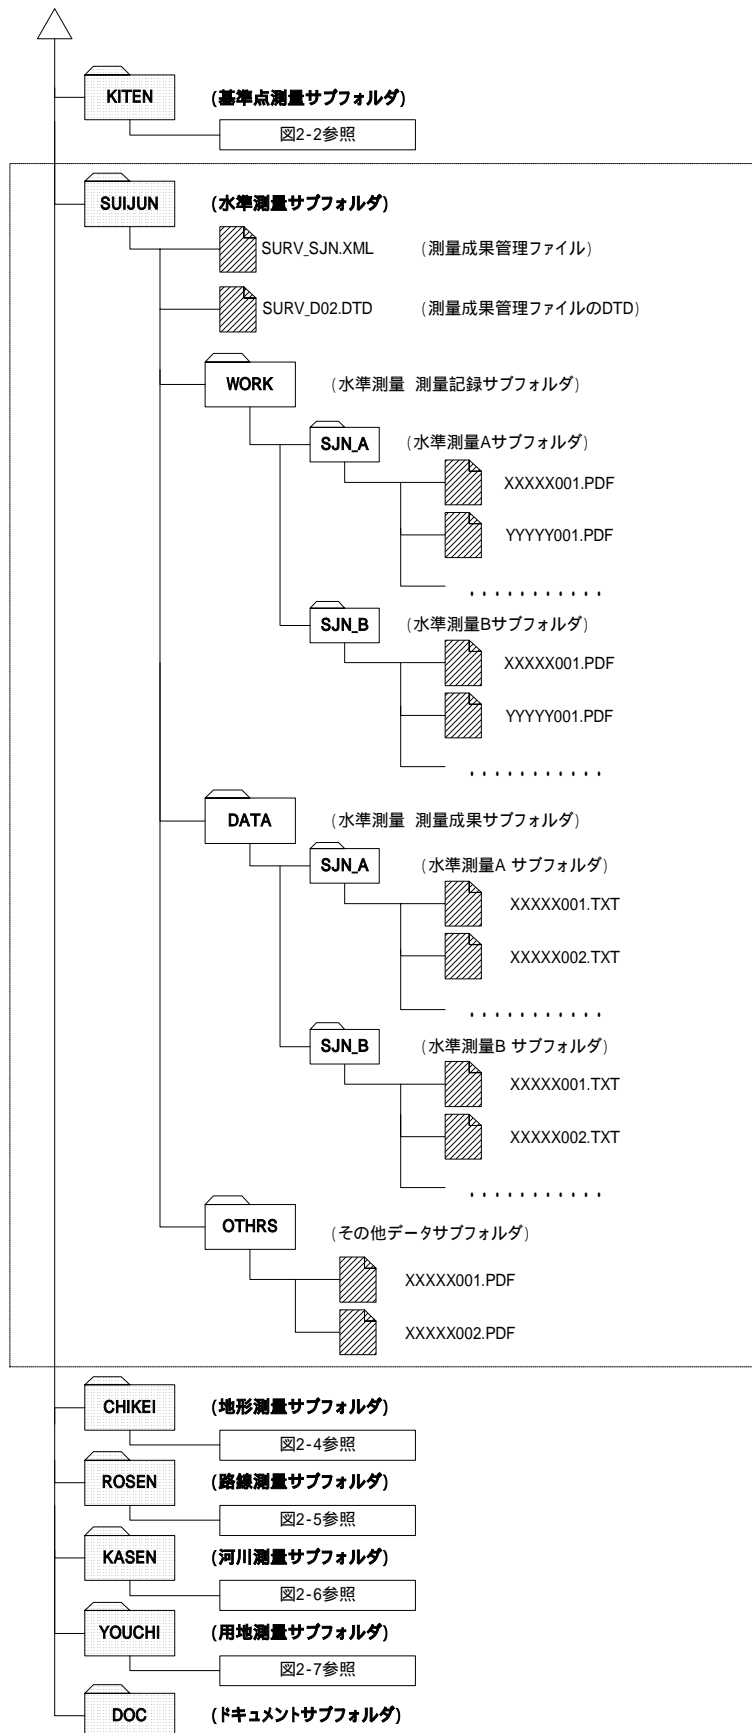 KITEN (基準点測量サブフォルダ)
図2-2参照
SUIJUN (水準測量サブフォルダ)
SURV_SJN.XML (測量成果管理ファイル)
SURV_D02.DTD (測量成果管理ファイルのDTD)
WORK (水準測量 測量記録サブフォルダ)
SJN_A (水準測量Aサブフォルダ)
XXXXX001.PDF
YYYYY001.PDF
. . . . . . . . . . .
SJN_B (水準測量Bサブフォルダ)
XXXXX001.PDF
YYYYY001.PDF
. . . . . . . . . . .
DATA (水準測量 測量成果サブフォルダ)
SJN_A (水準測量A サブフォルダ)
XXXXX001.TXT
XXXXX002.TXT
. . . . . . . . . . .
SJN_B (水準測量B サブフォルダ)
XXXXX001.TXT
XXXXX002.TXT
. . . . . . . . . . .
OTHRS (その他データサブフォルダ)
XXXXX001.PDF
XXXXX002.PDF
CHIKEI (地形測量サブフォルダ)
図2-4参照
ROSEN (路線測量サブフォルダ)
図2-5参照
KASEN (河川測量サブフォルダ)
図2-6参照
YOUCHI (用地測量サブフォルダ)
図2-7参照
DOC (ドキュメントサブフォルダ)